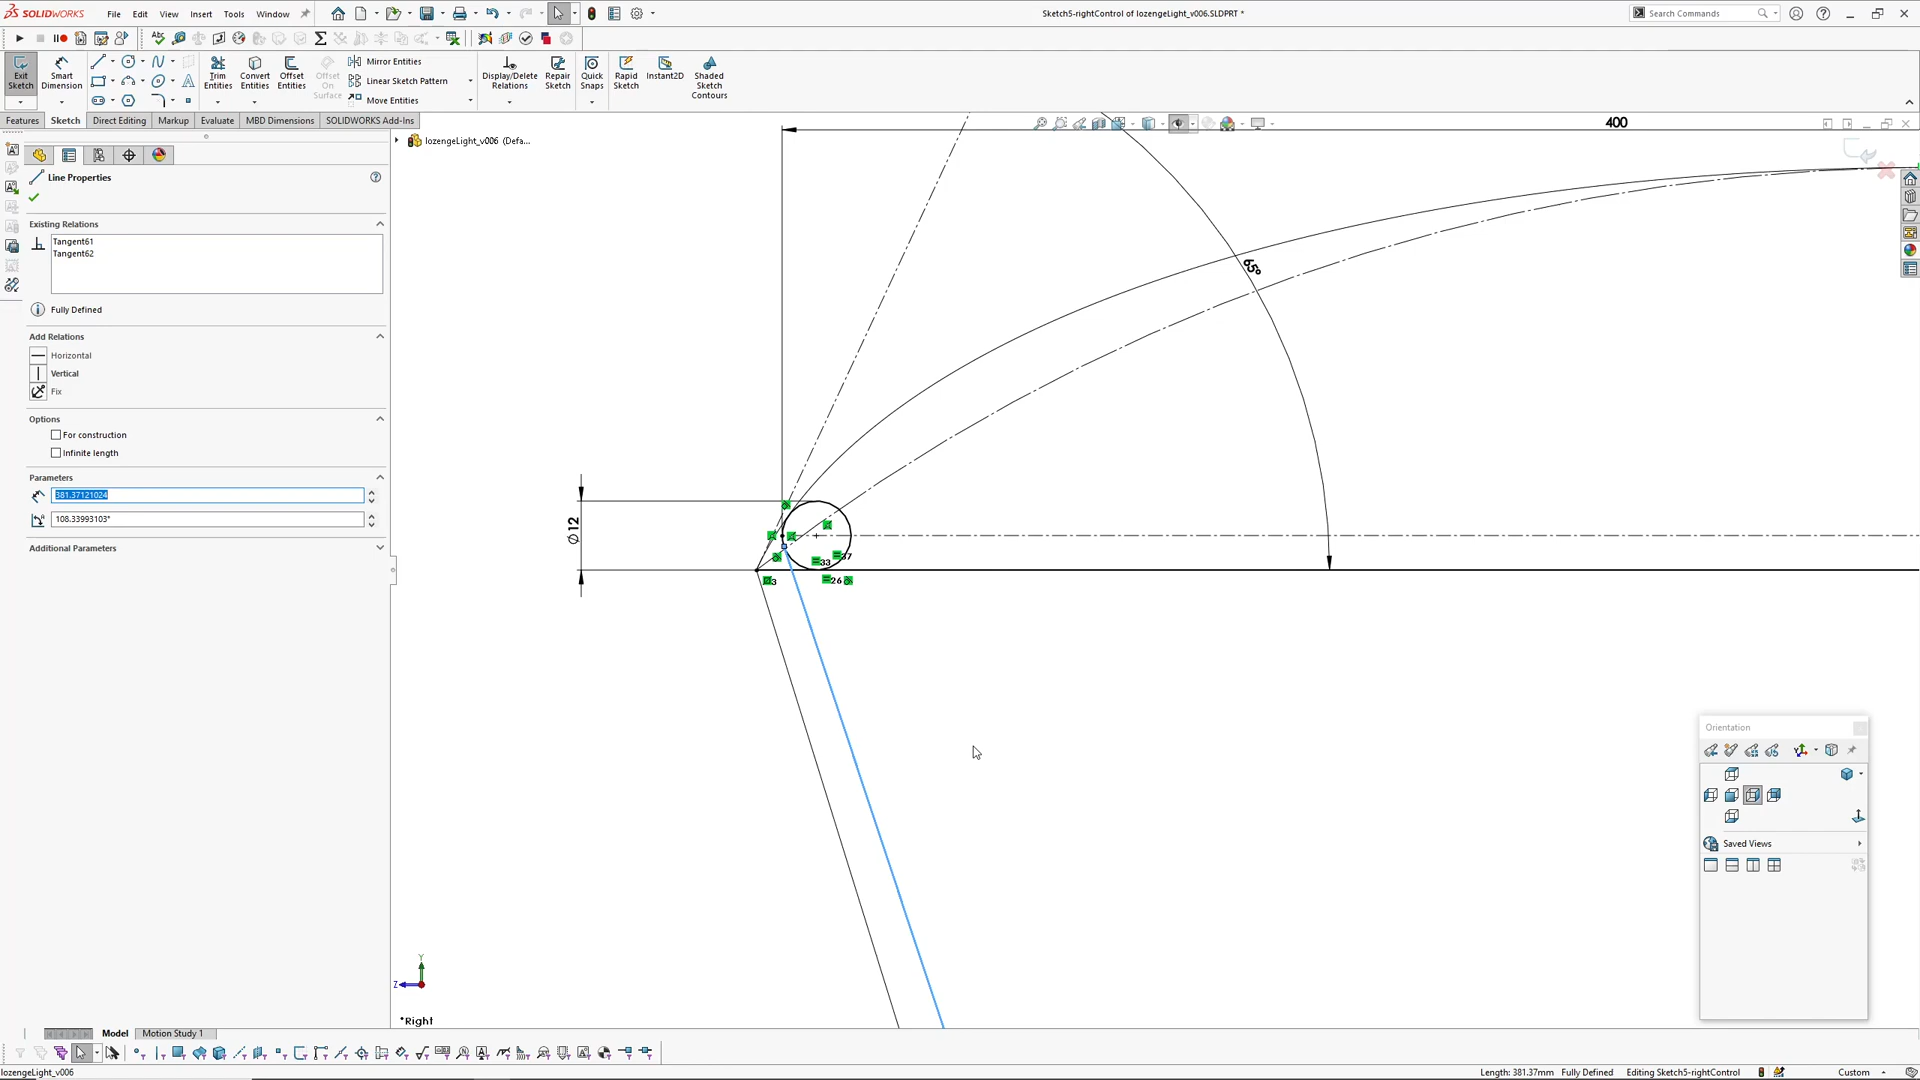 SOLIDWORKS
File
Edit
View
Insert
Tools
Window
Sketch5-rightControl of lozengeLight_v006.SLDPRT *
Search Commands
Exit Sketch
Smart Dimension
Trim Entities
Convert Entities
Offset Entities
Offset On Surface
Mirror Entities
Linear Sketch Pattern
Move Entities
Display/Delete Relations
Repair Sketch
Quick Snaps
Rapid Sketch
Instant2D
Shaded Sketch Contours
Features
Sketch
Direct Editing
Markup
Evaluate
MBD Dimensions
SOLIDWORKS Add-Ins
lozengeLight_v006 (Defa...
400
Line Properties
Existing Relations
Tangent61
Tangent62
Fully Defined
Add Relations
Horizontal
Vertical
Fix
Options
For construction
Infinite length
Parameters
381.37121024
108.33993103°
Additional Parameters
65°
Ø12
37
33
3
26
Orientation
Saved Views
Y
Z
*Right
Model
Motion Study 1
lozengeLight_v006
Length: 381.37mm
Fully Defined
Editing Sketch5-rightControl
Custom